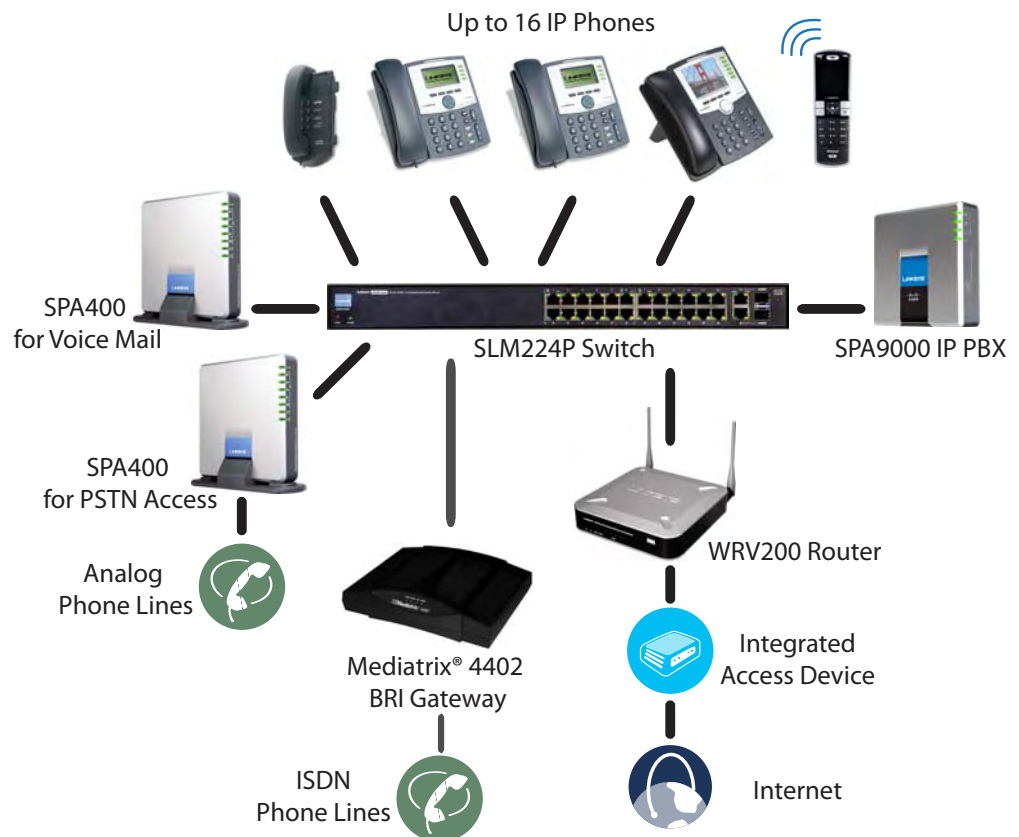 Up to 16 IP Phones
SPA400
for Voice Mail
SLM224P Switch
SPA9000 IP PBX
SPA400
for PSTN Access
WRV200 Router
Analog
Phone Lines
Mediatrix® 4402
BRI Gateway
Integrated
Access Device
ISDN
Phone Lines
Internet